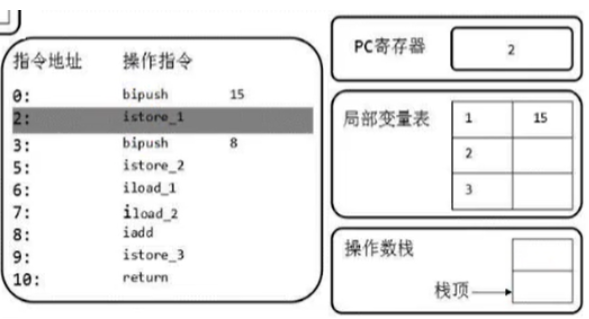 指令地址 操作指令
0: bipush 15
2: istore_1
3: bipush 8
5: istore_2
6: iload_1
7: iload_2
8: iadd
9: istore_3
10: return
PC寄存器 2
局部变量表
1 15
2
3
操作数栈
栈顶